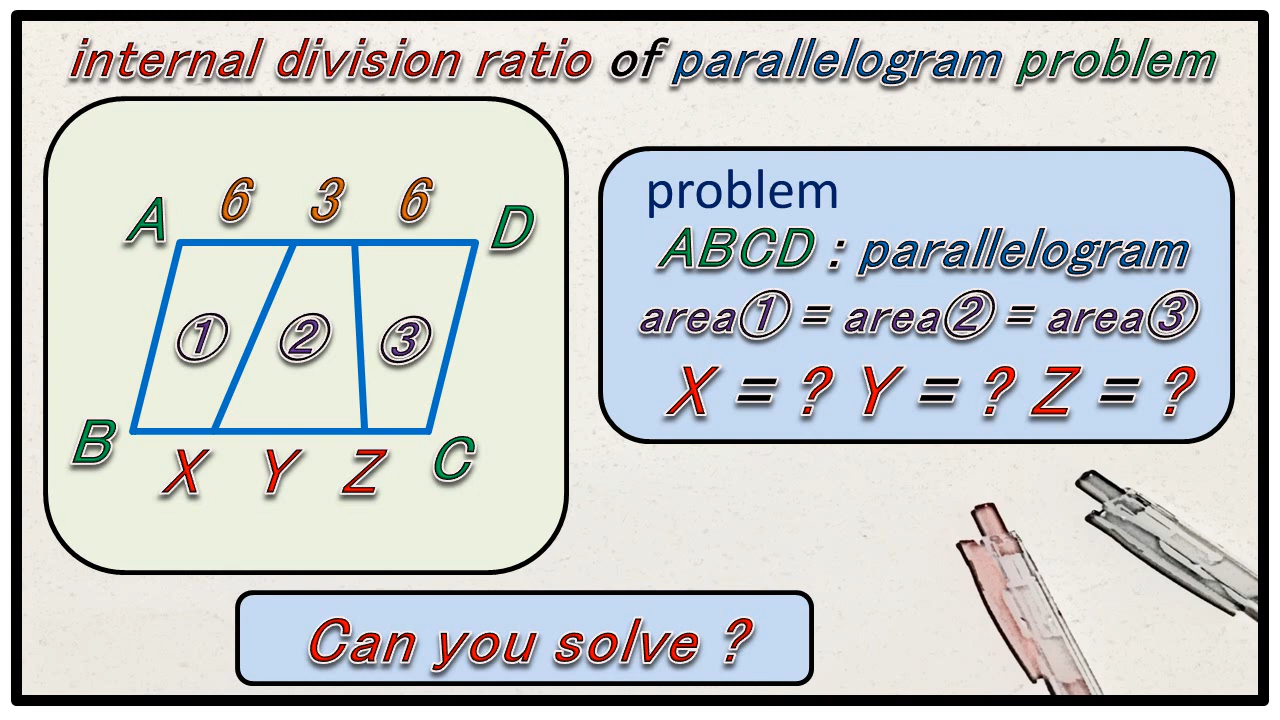 internal division ratio of parallelogram problem
6 3 6
A D
① ② ③
B C
X Y Z
problem
ABCD : parallelogram
area① = area② = area③
X = ? Y = ? Z = ?
Can you solve ?